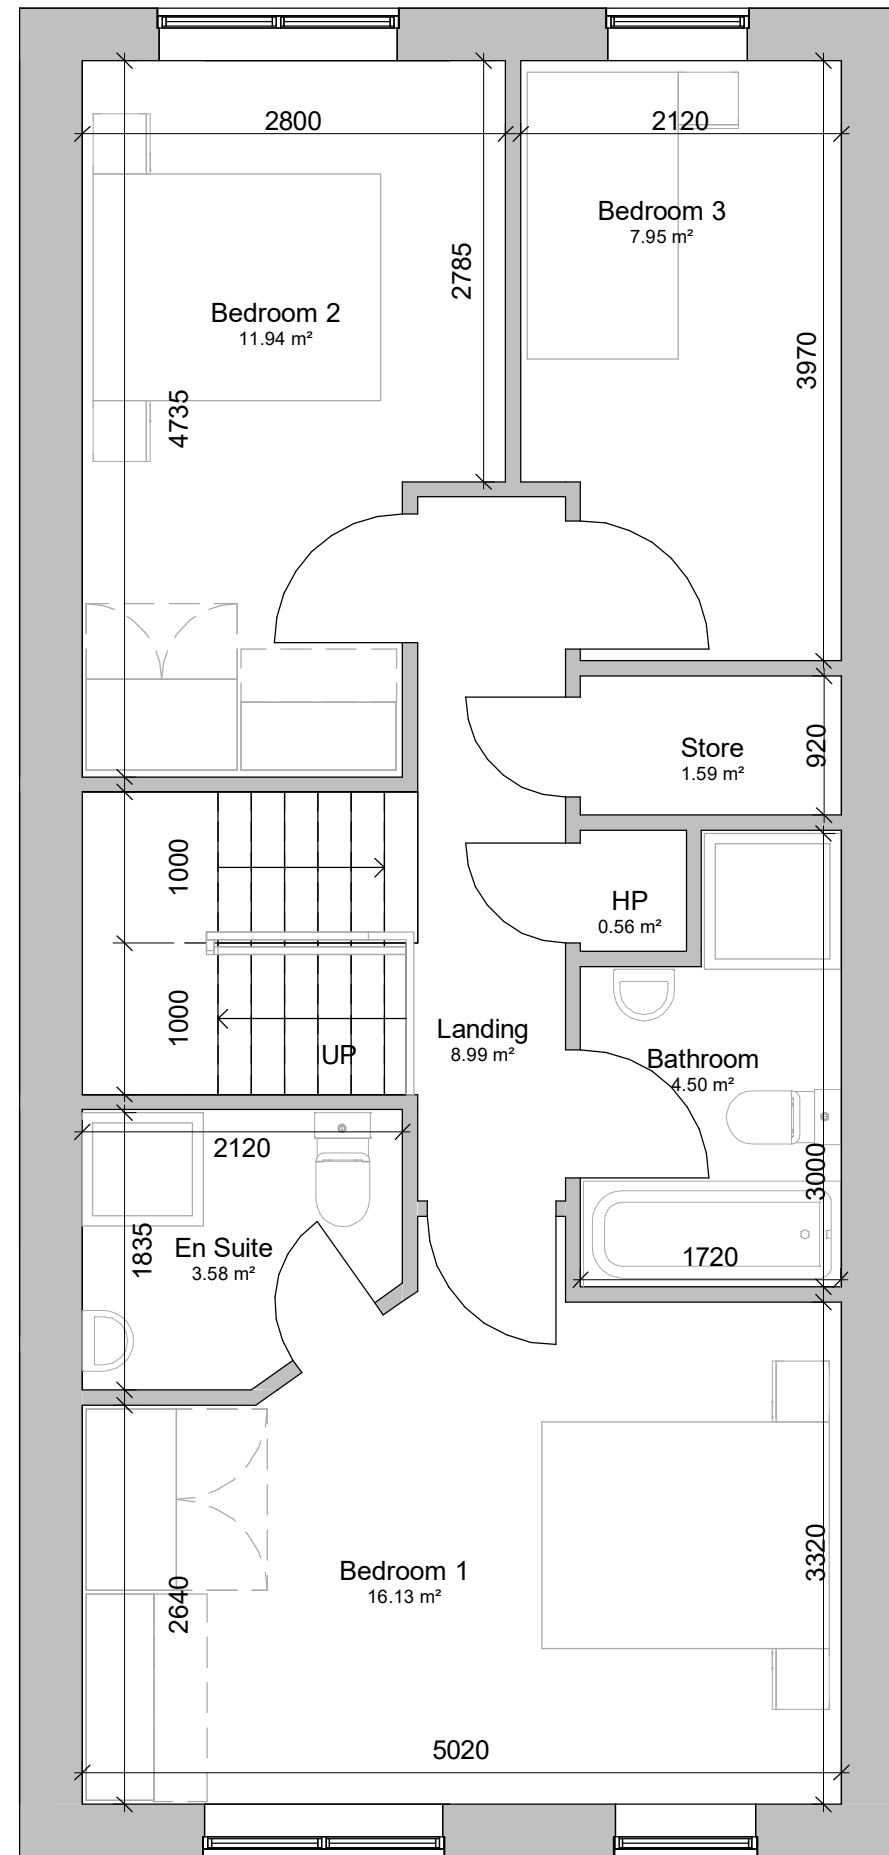 2800
2120
Bedroom 3
7.95 m²
2785
Bedroom 2
11.94 m²
3970
4735
Store
1.59 m²
920
1000
HP
0.56 m²
1000
Landing
8.99 m²
UP
Bathroom
4.50 m²
2120
3000
1835
En Suite
3.58 m²
1720
3320
Bedroom 1
16.13 m²
2640
5020